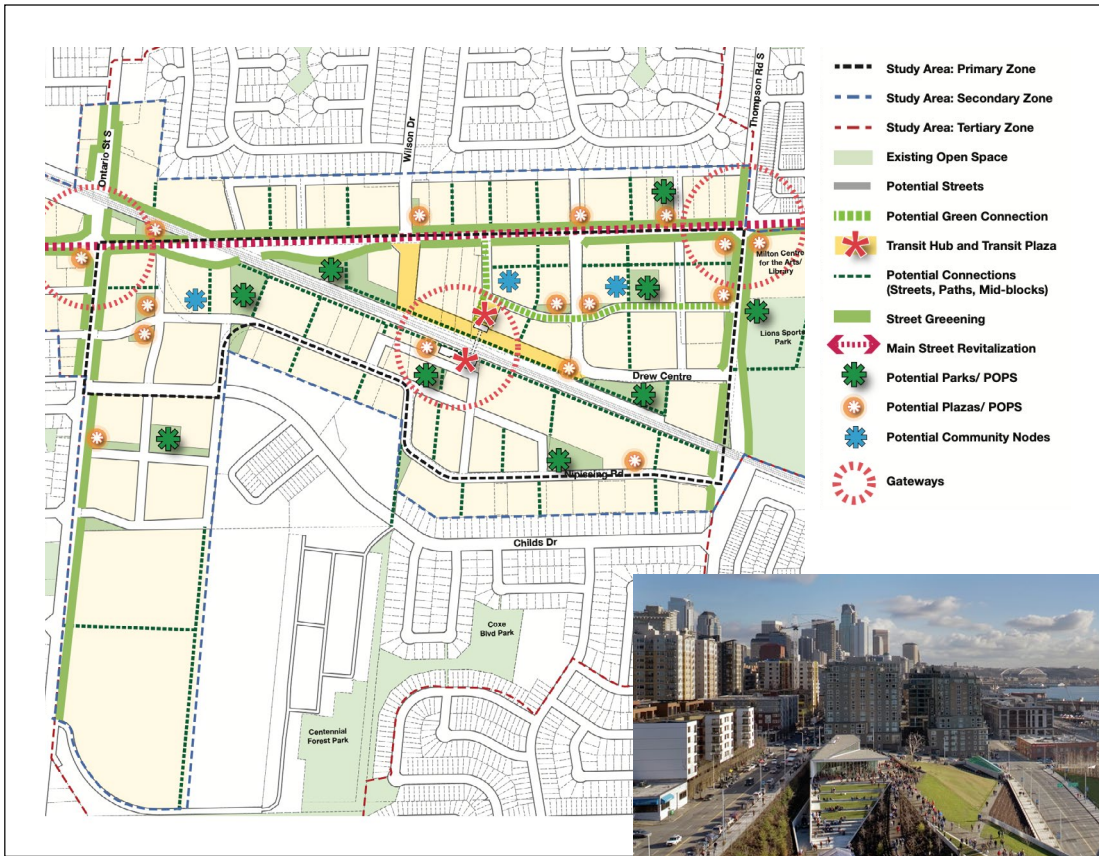 Ontario St S
Wilson Dr
Thompson Rd S
Milton Centre
for the Arts/
Library
Lions Sports
Park
Drew Centre
Nipissing Rd
Childs Dr
Coxe
Blvd Park
Centennial
Forest Park
Study Area: Primary Zone
Study Area: Secondary Zone
Study Area: Tertiary Zone
Existing Open Space
Potential Streets
Potential Green Connection
Transit Hub and Transit Plaza
Potential Connections
(Streets, Paths, Mid-blocks)
Street Greeening
Main Street Revitalization
Potential Parks/ POPS
Potential Plazas/ POPS
Potential Community Nodes
Gateways